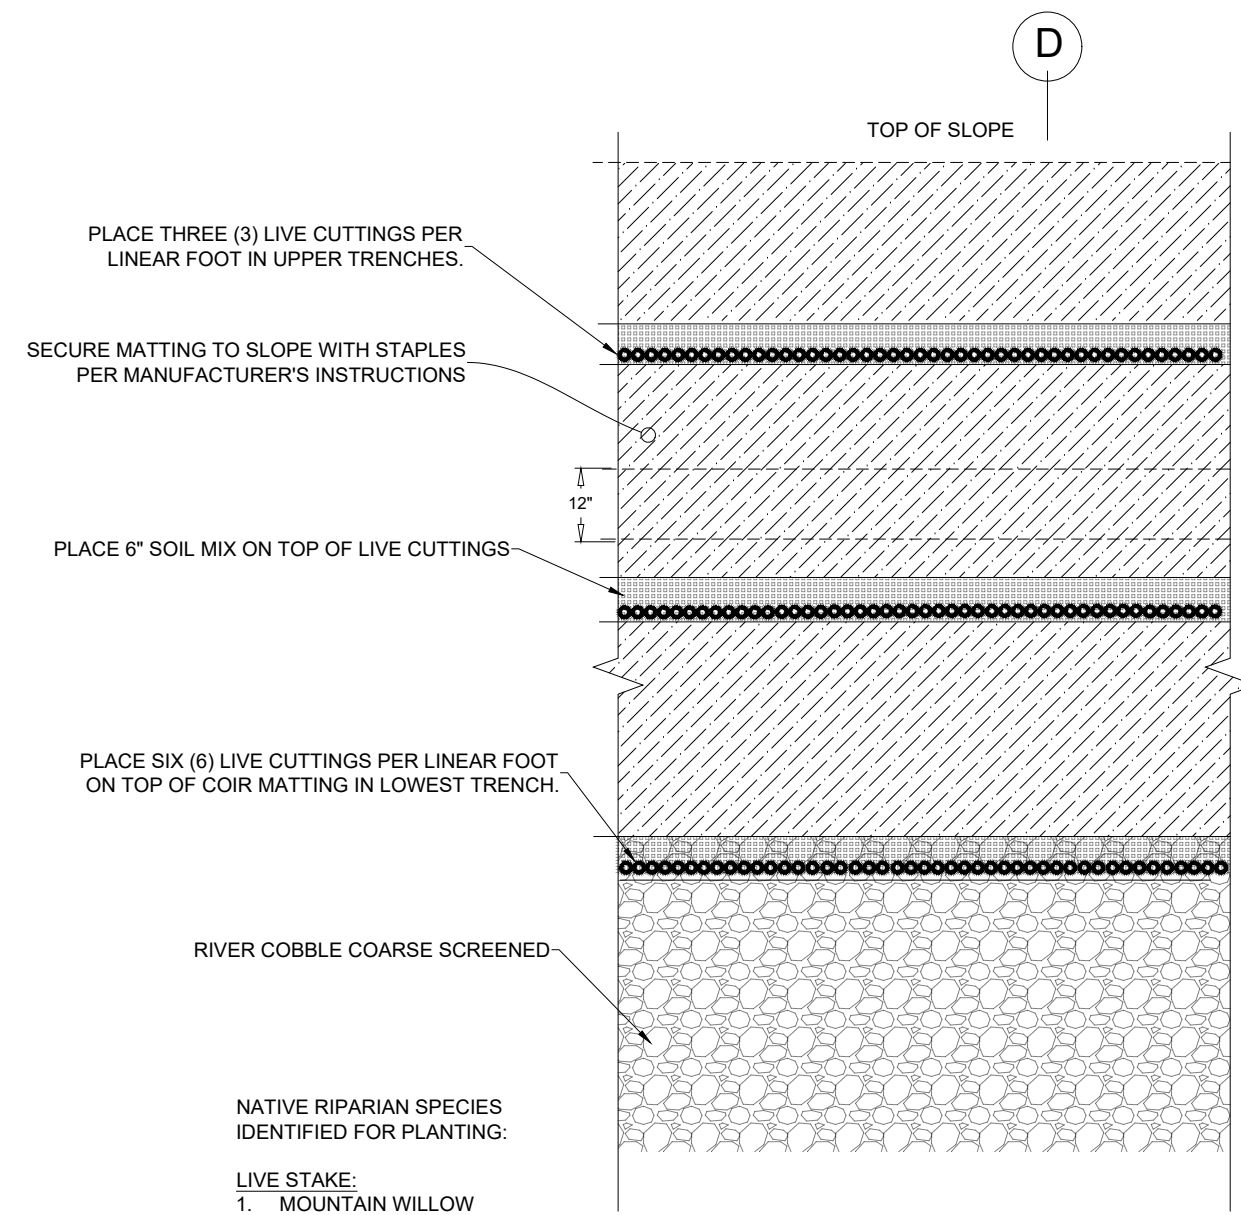 D
TOP OF SLOPE
PLACE THREE (3) LIVE CUTTINGS PER
LINEAR FOOT IN UPPER TRENCHES.
SECURE MATTING TO SLOPE WITH STAPLES
PER MANUFACTURER'S INSTRUCTIONS
12"
PLACE 6" SOIL MIX ON TOP OF LIVE CUTTINGS
PLACE SIX (6) LIVE CUTTINGS PER LINEAR FOOT
ON TOP OF COIR MATTING IN LOWEST TRENCH.
RIVER COBBLE COARSE SCREENED
NATIVE RIPARIAN SPECIES
IDENTIFIED FOR PLANTING:
LIVE STAKE:
1. MOUNTAIN WILLOW